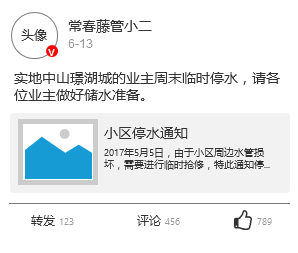 头像
V
常春藤管小二
6-13
实地中山璟湖城的业主周末临时停水，请各
位业主做好储水准备。
小区停水通知
2017年5月5日，由于小区周边水管损
坏，需要进行临时抢修，特此通知停...
转发 123
评论 456
789